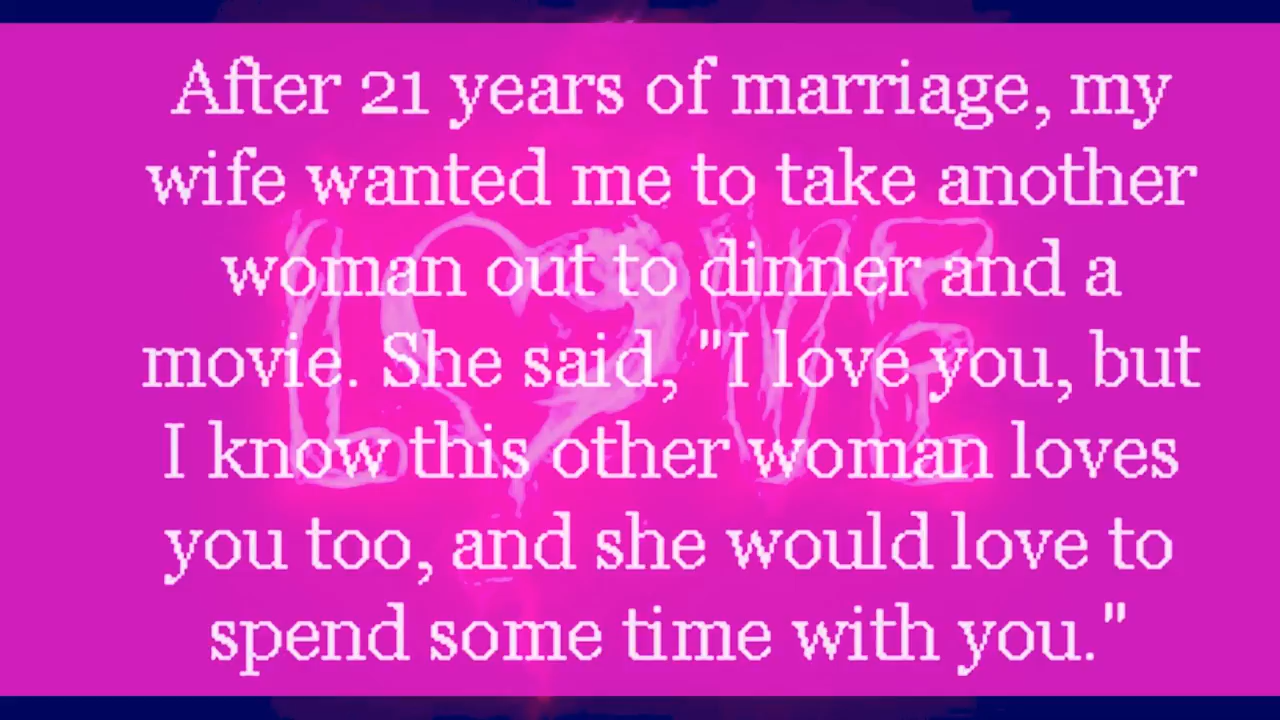 After 21 years of marriage, my
wife wanted me to take another
woman out to dinner and a
movie. She said, "I love you, but
I know this other woman loves
you too, and she would love to
spend some time with you."
LOVE